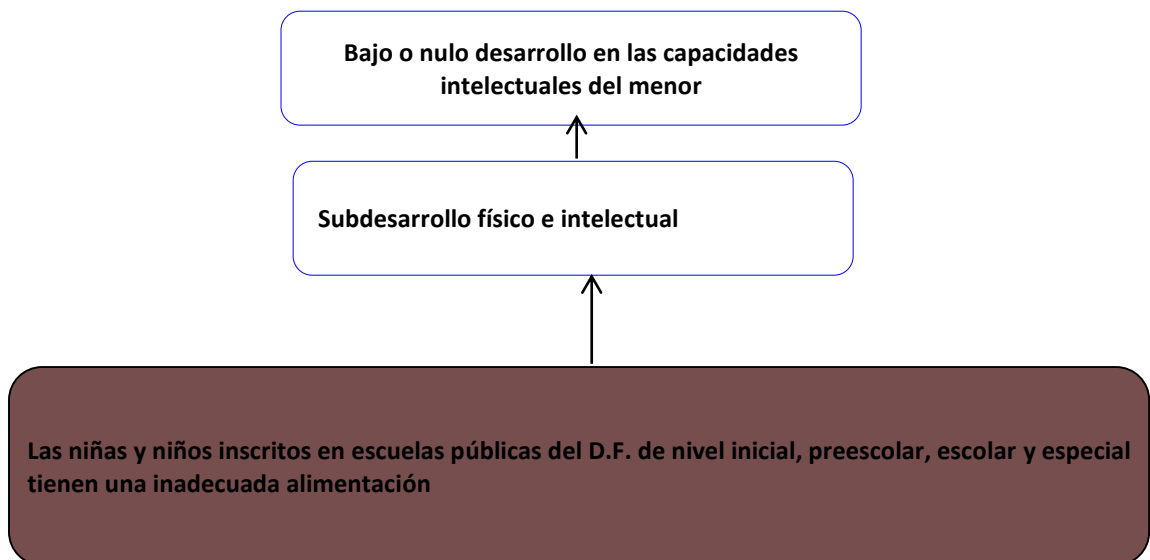 Bajo o nulo desarrollo en las capacidades
intelectuales del menor
Subdesarrollo físico e intelectual
Las niñas y niños inscritos en escuelas públicas del D.F. de nivel inicial, preescolar, escolar y especial
tienen una inadecuada alimentación